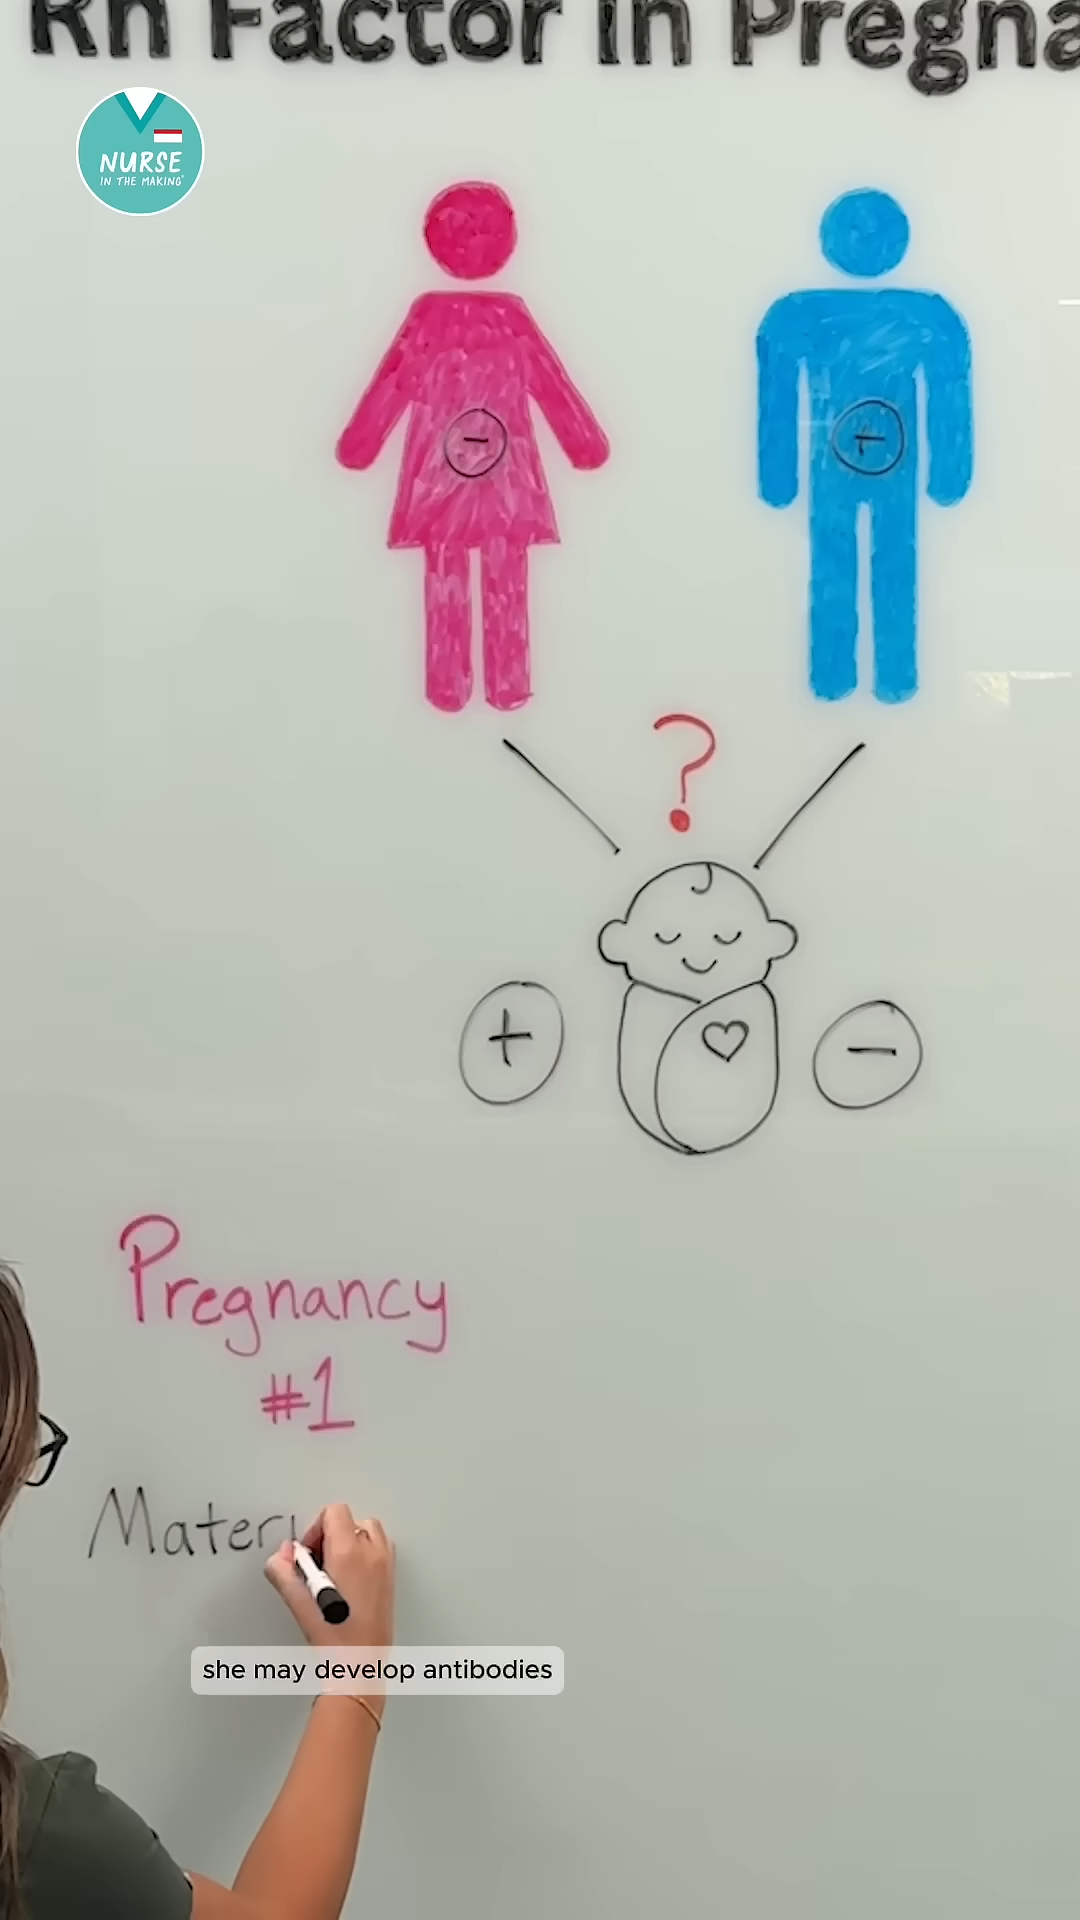 Rh Factor in Pregna
NURSE
IN THE MAKING
-
+
?
+
-
Pregnancy
#1
Mater
she may develop antibodies